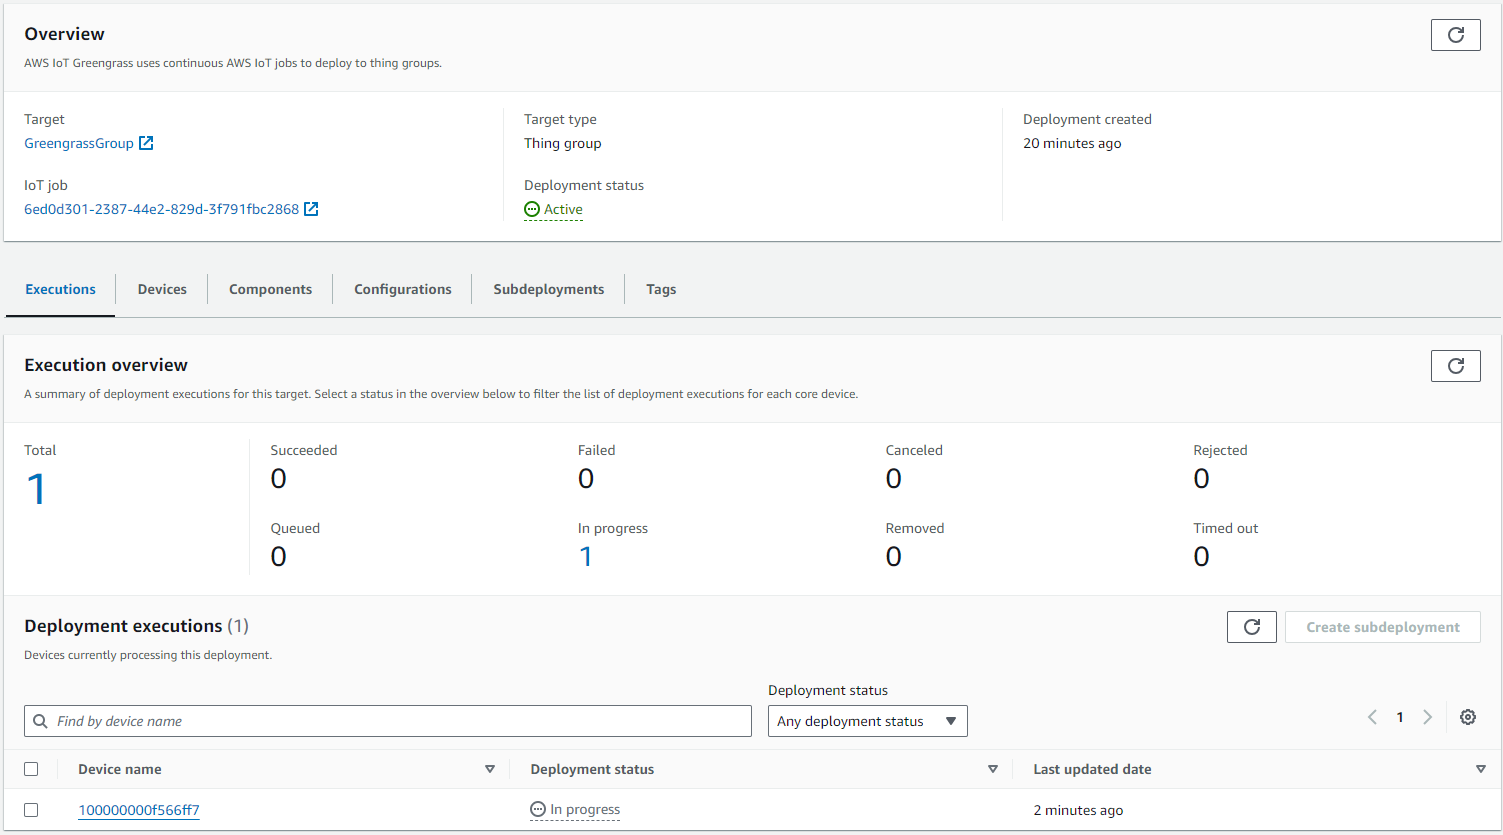 Overview
AWS IoT Greengrass uses continuous AWS IoT jobs to deploy to thing groups.
Target
GreengrassGroup
IoT job
6ed0d301-2387-44e2-829d-3f791fbc2868
Target type
Thing group
Deployment status
Active
Deployment created
20 minutes ago
Executions
Devices
Components
Configurations
Subdeployments
Tags
Execution overview
A summary of deployment executions for this target. Select a status in the overview below to filter the list of deployment executions for each core device.
Total
1
Succeeded
0
Failed
0
Canceled
0
Rejected
0
Queued
0
In progress
1
Removed
0
Timed out
0
Deployment executions (1)
Create subdeployment
Devices currently processing this deployment.
Deployment status
Find by device name
Any deployment status
1
Device name
Deployment status
Last updated date
100000000f566ff7
In progress
2 minutes ago